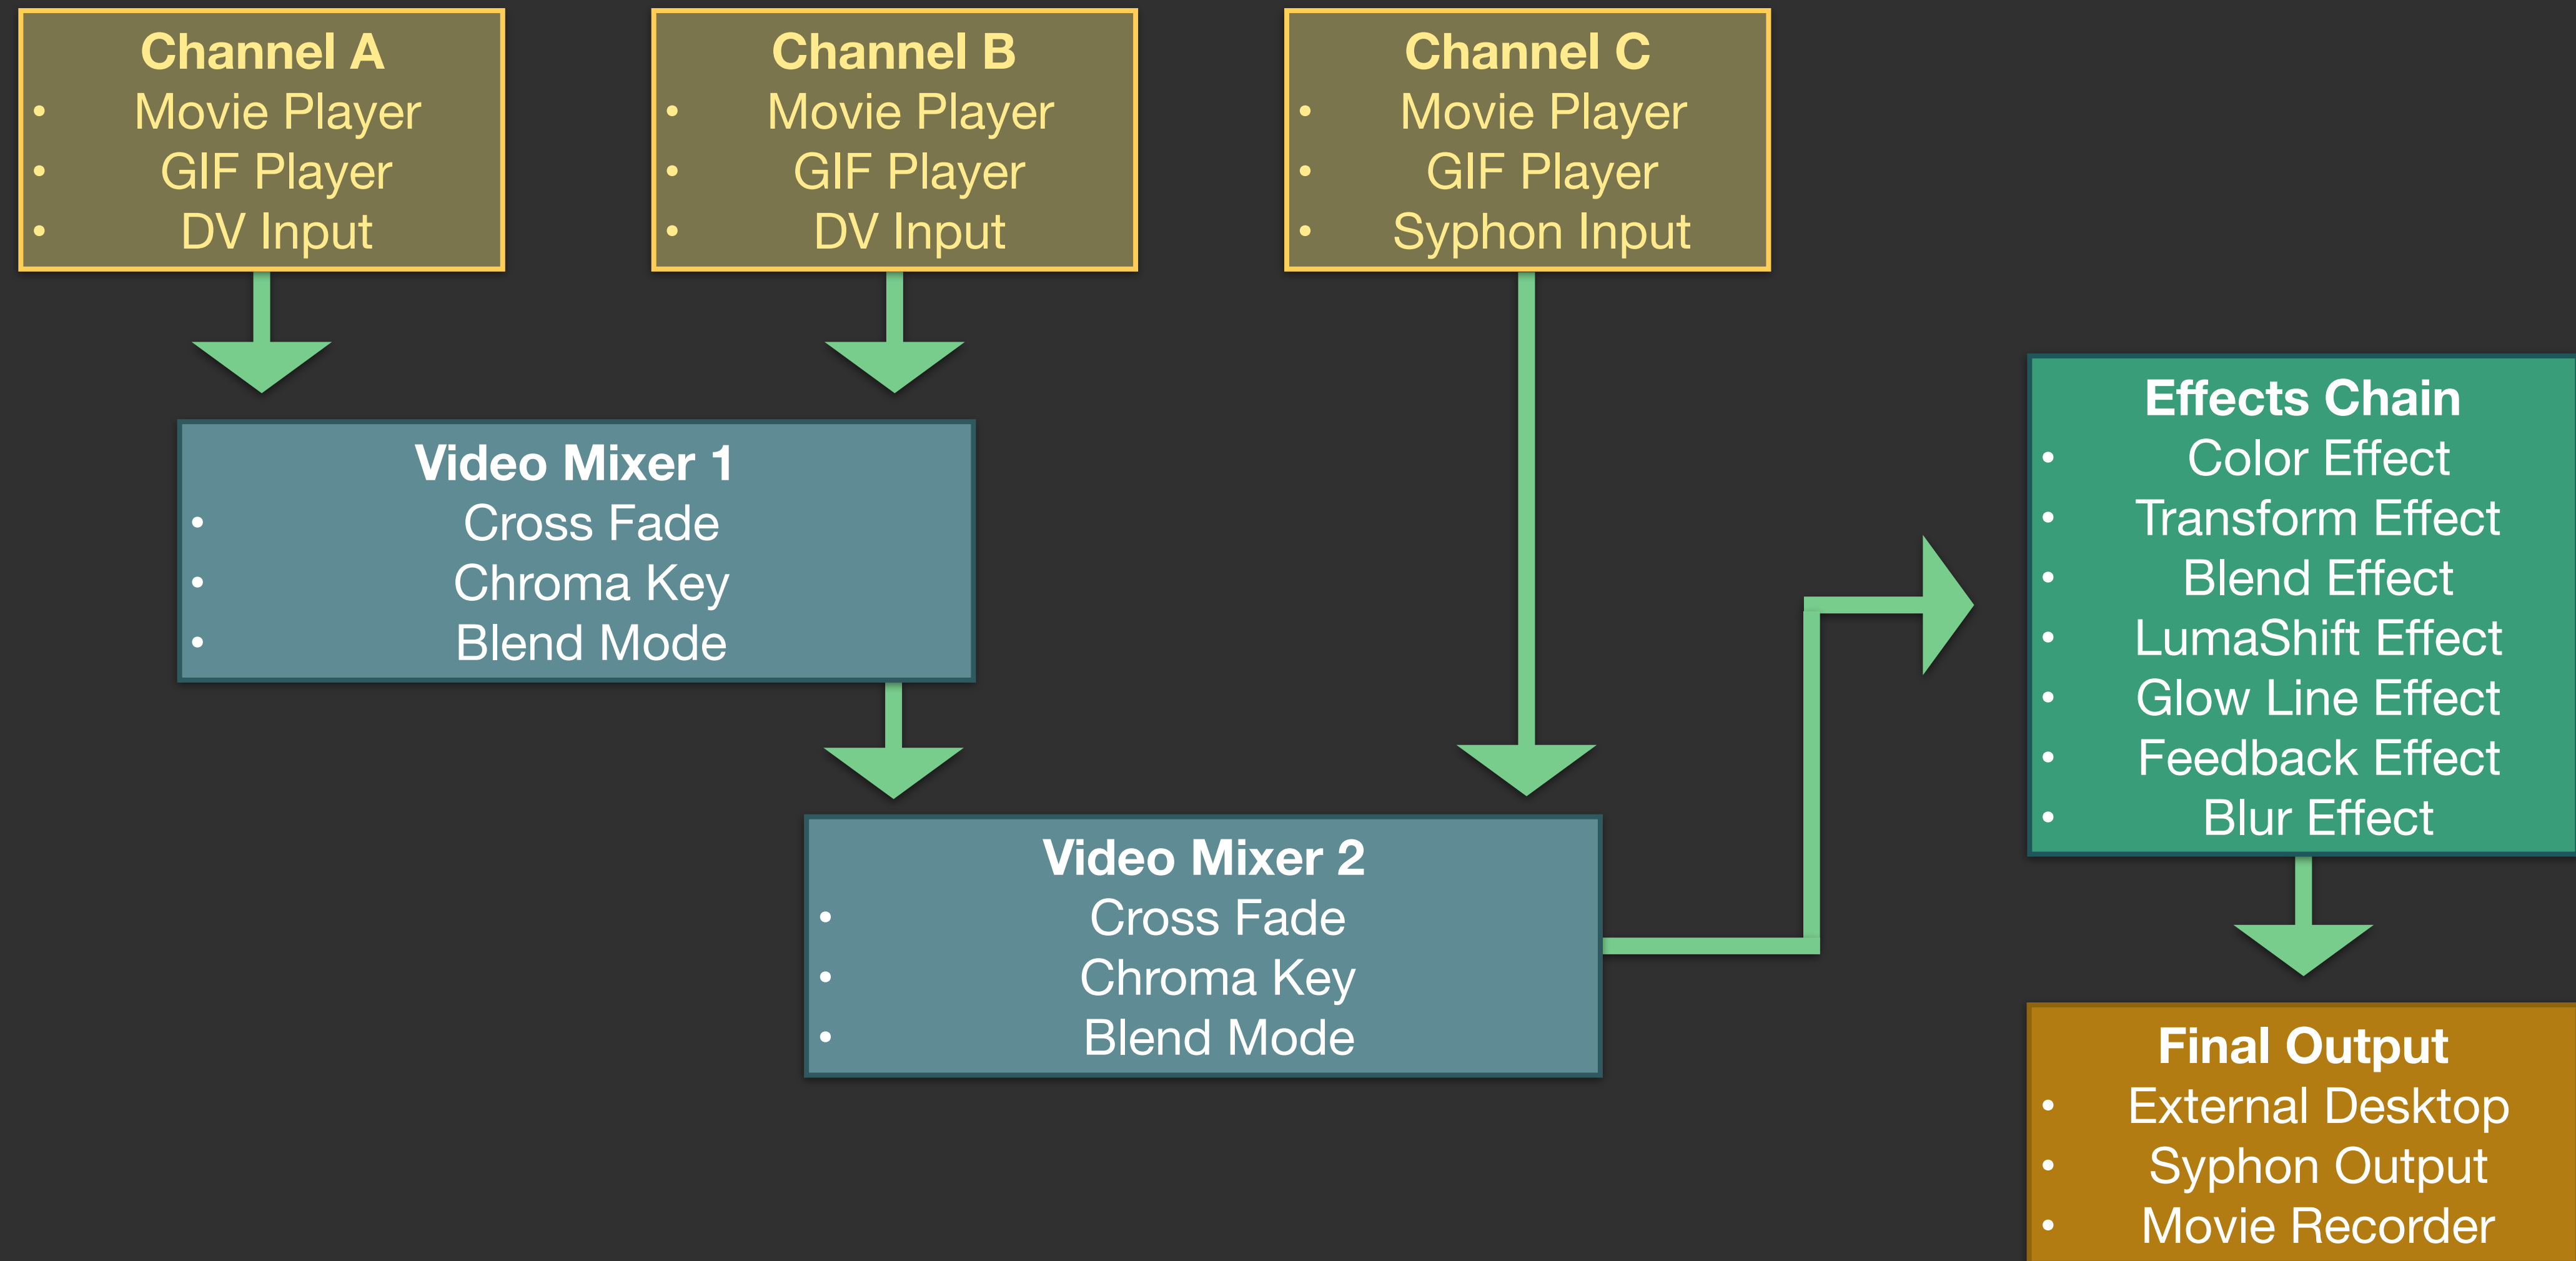 Channel A
• Movie Player
• GIF Player
• DV Input
Channel B
• Movie Player
• GIF Player
• DV Input
Channel C
• Movie Player
• GIF Player
• Syphon Input
Video Mixer 1
• Cross Fade
• Chroma Key
• Blend Mode
Video Mixer 2
• Cross Fade
• Chroma Key
• Blend Mode
Effects Chain
• Color Effect
• Transform Effect
• Blend Effect
• LumaShift Effect
• Glow Line Effect
• Feedback Effect
• Blur Effect
Final Output
• External Desktop
• Syphon Output
• Movie Recorder